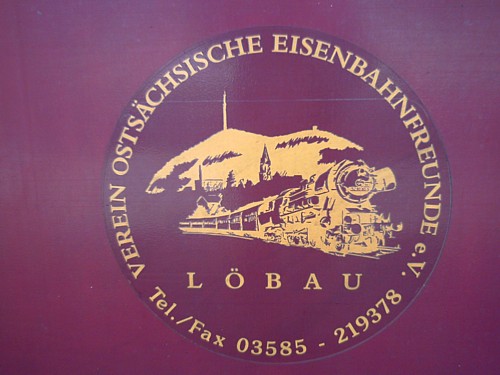 VEREIN OSTSÄCHSISCHE EISENBAHNFREUNDE e.V.
LÖBAU
Tel./Fax 03585 - 219378